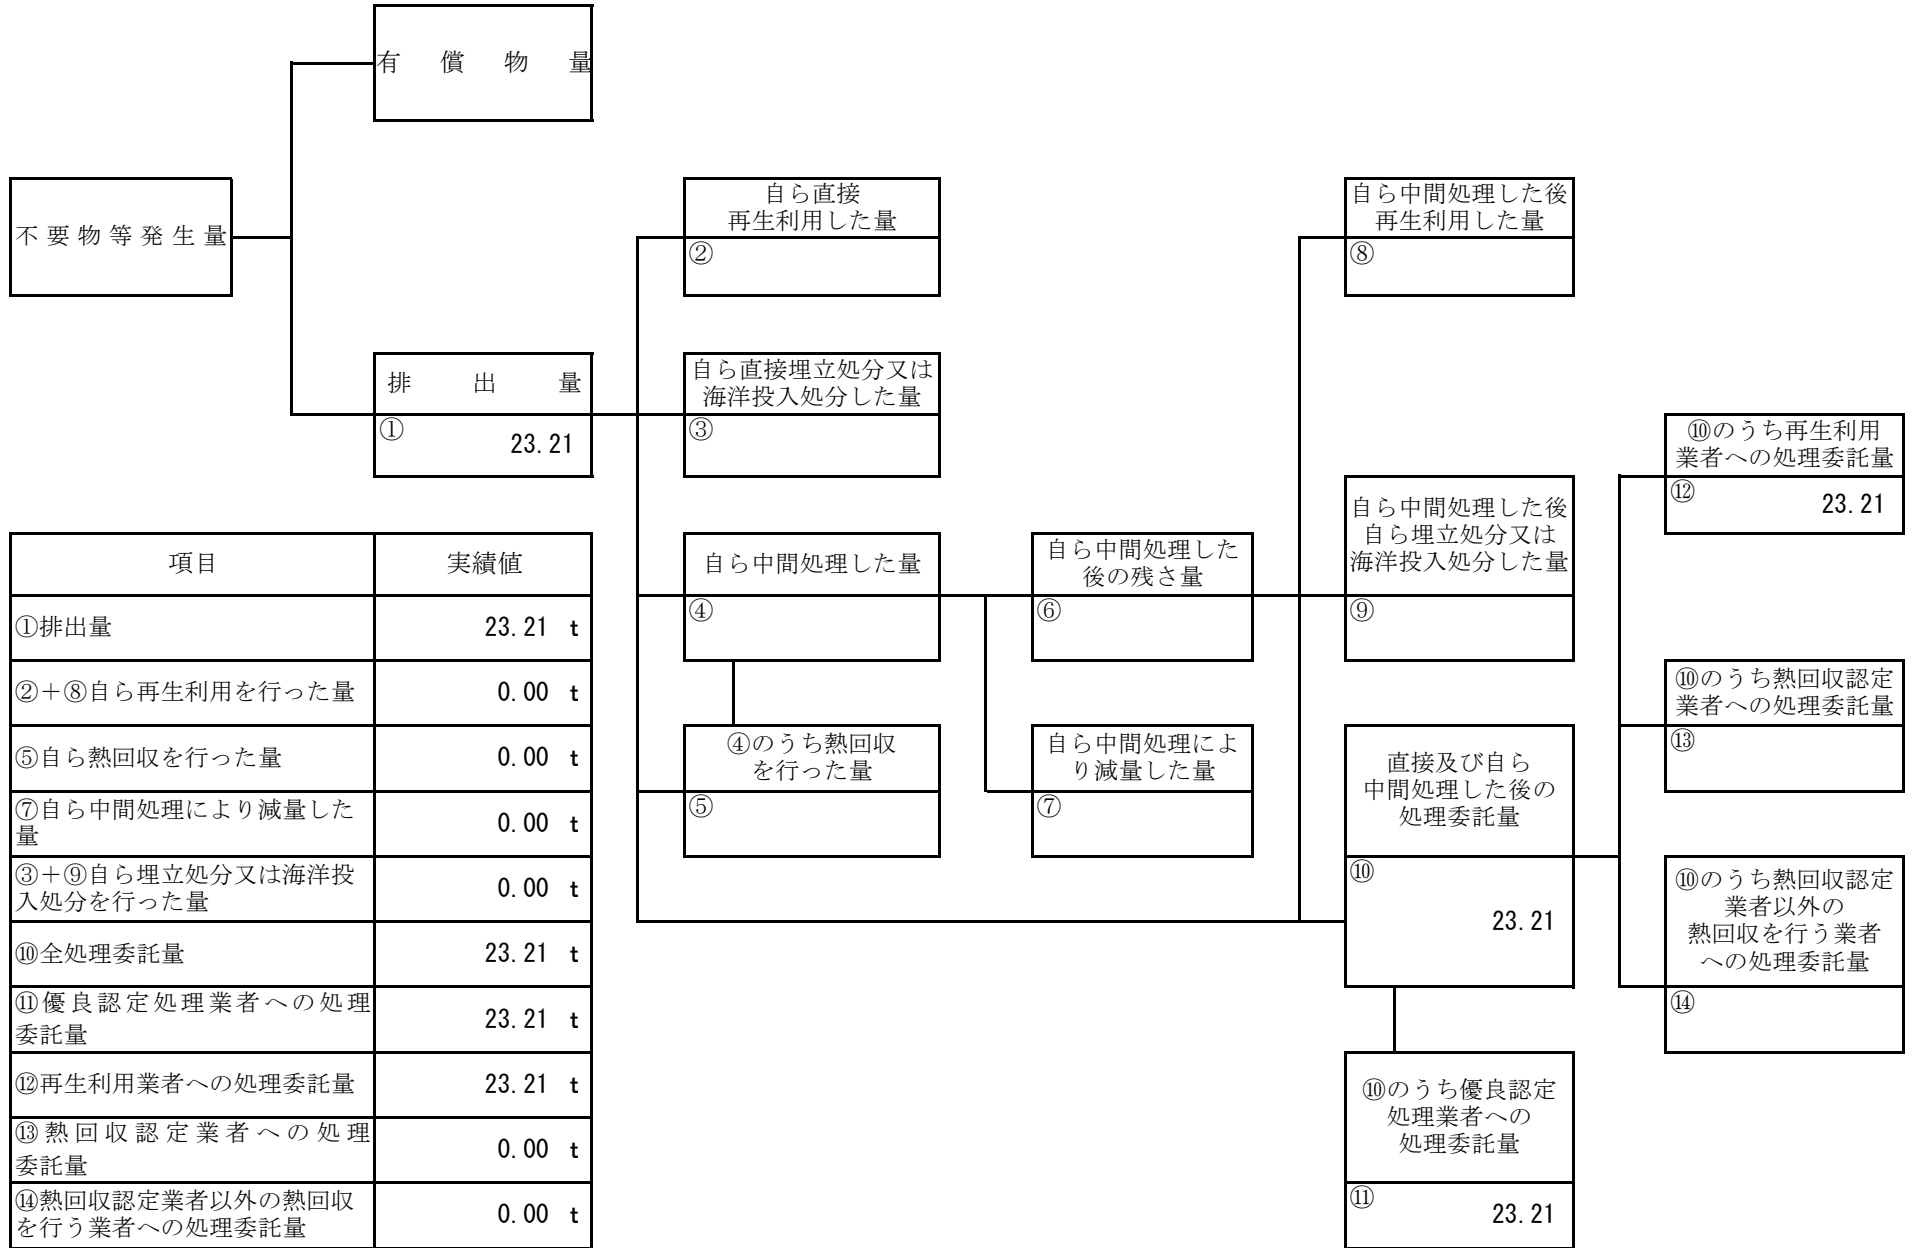 有償物量
不要物等発生量
排出量
①
23.21
自ら直接
再生利用した量
②
自ら直接埋立処分又は
海洋投入処分した量
③
自ら中間処理した量
④
④のうち熱回収
を行った量
⑤
自ら中間処理した
後の残さ量
⑥
自ら中間処理によ
り減量した量
⑦
自ら中間処理した後
再生利用した量
⑧
自ら中間処理した後
自ら埋立処分又は
海洋投入処分した量
⑨
直接及び自ら
中間処理した後の
処理委託量
⑩
23.21
⑩のうち優良認定
処理業者への
処理委託量
⑪
23.21
⑩のうち再生利用
業者への処理委託量
⑫
23.21
⑩のうち熱回収認定
業者への処理委託量
⑬
⑩のうち熱回収認定
業者以外の
熱回収を行う業者
への処理委託量
⑭
項目 実績値
①排出量 23.21 t
②+⑧自ら再生利用を行った量 0.00 t
⑤自ら熱回収を行った量 0.00 t
⑦自ら中間処理により減量した
量 0.00 t
③+⑨自ら埋立処分又は海洋投
入処分を行った量 0.00 t
⑩全処理委託量 23.21 t
⑪優良認定処理業者への処理
委託量 23.21 t
⑫再生利用業者への処理委託量 23.21 t
⑬熱回収認定業者への処理
委託量 0.00 t
⑭熱回収認定業者以外の熱回収
を行う業者への処理委託量 0.00 t